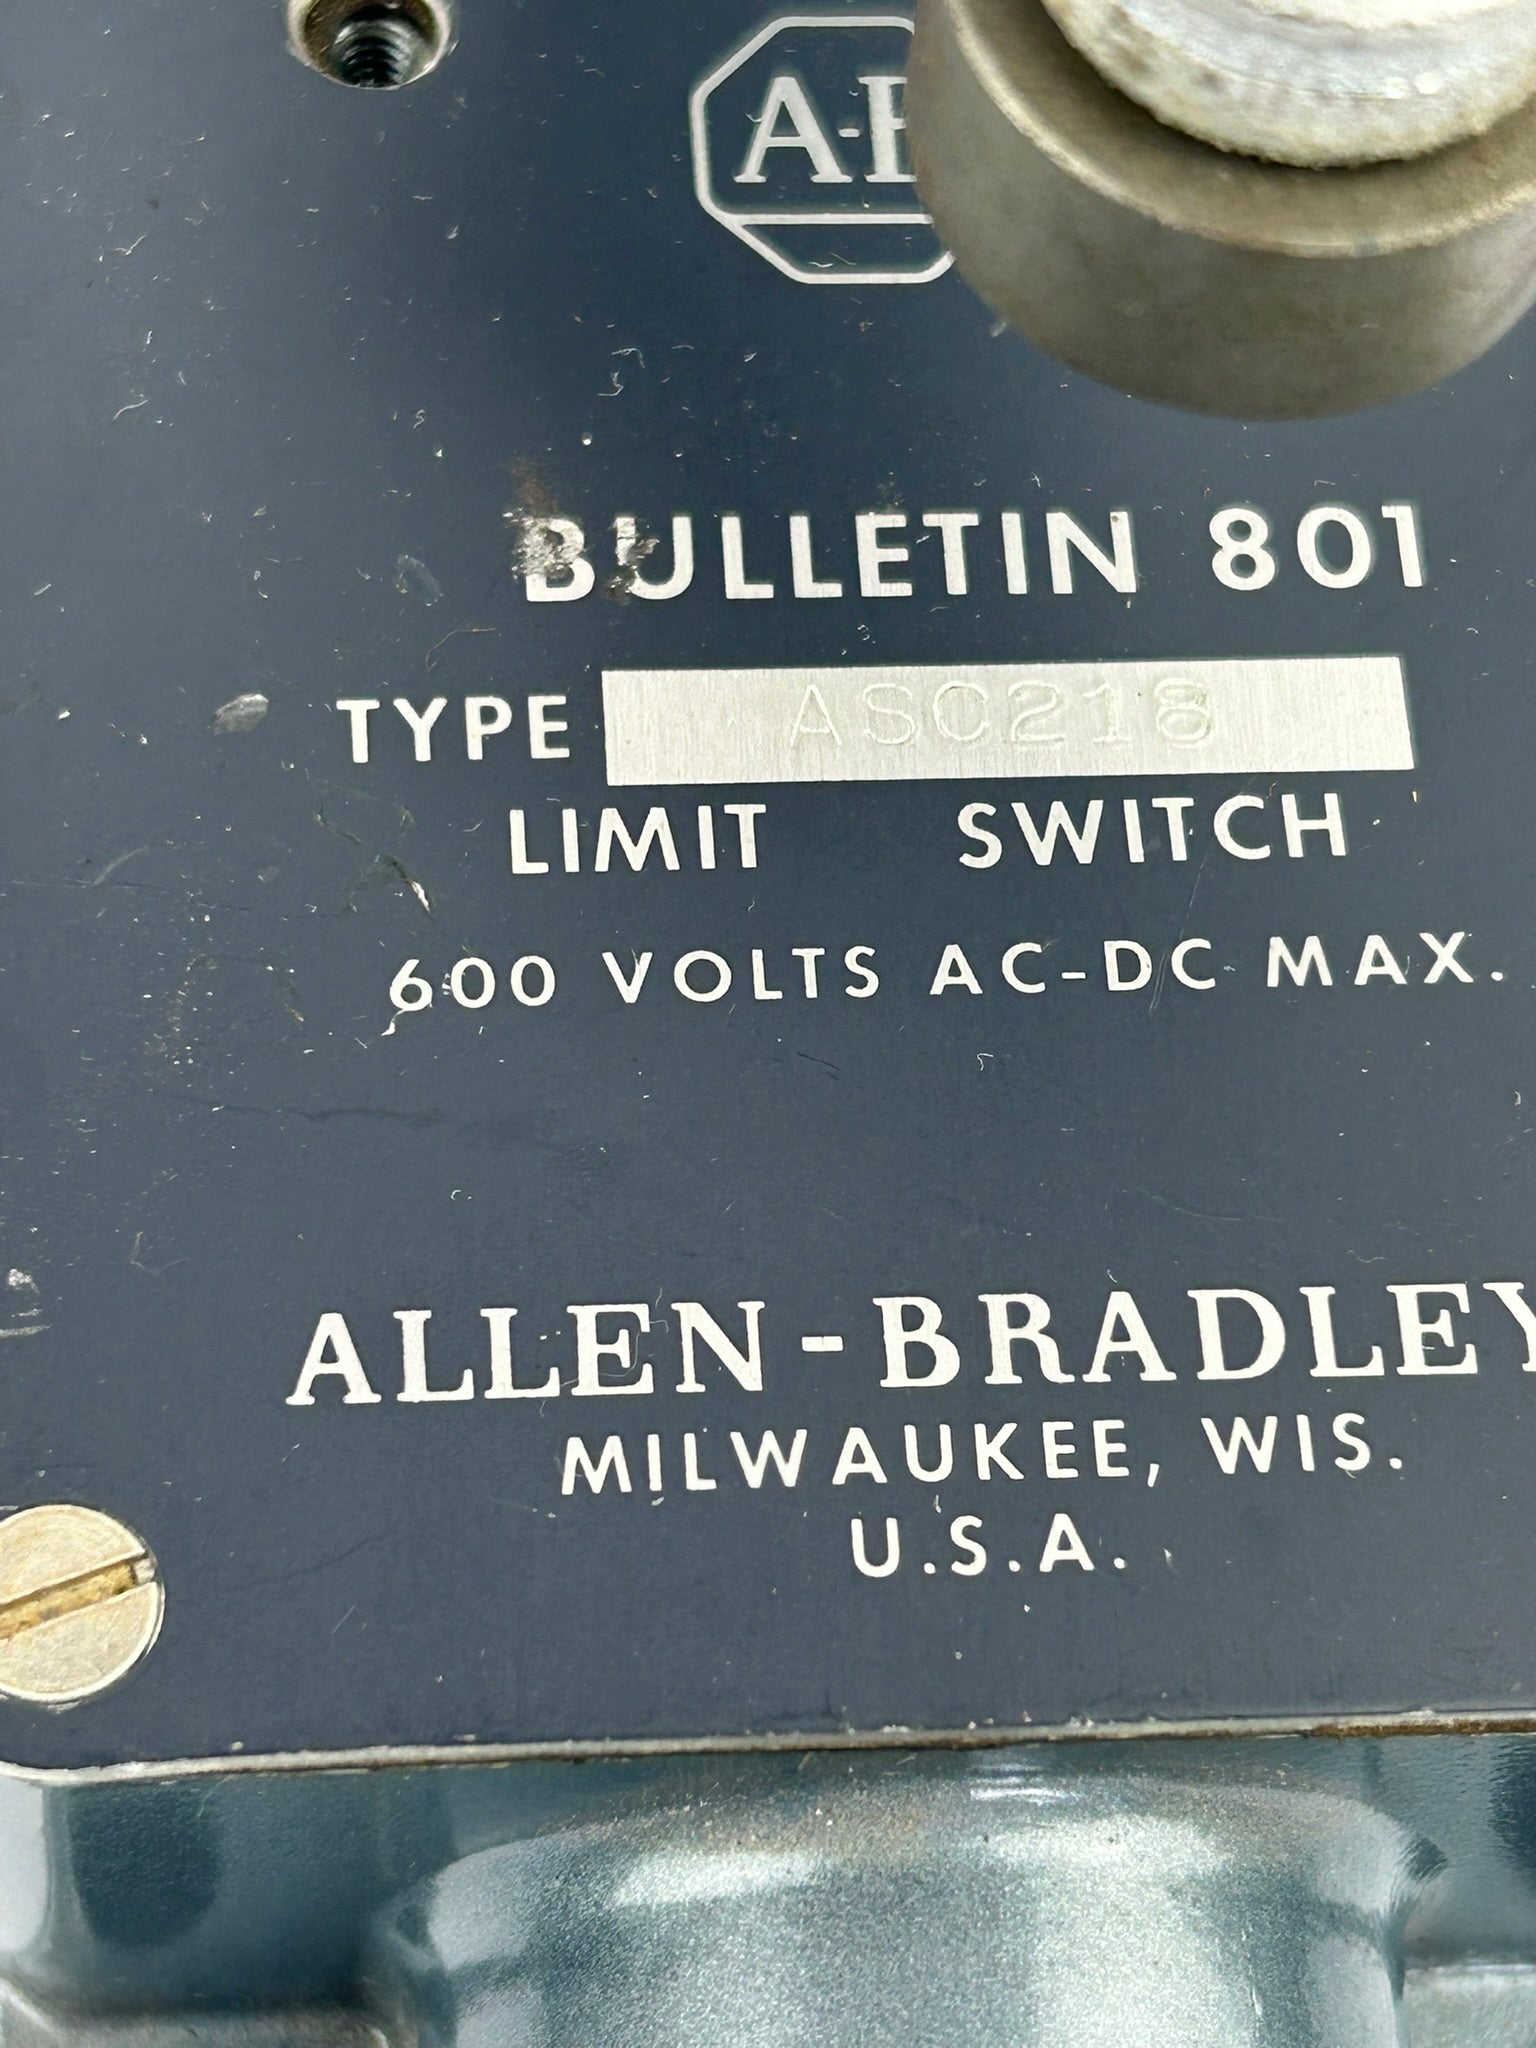 A-B
BULLETIN 801
TYPE ASC218
LIMIT SWITCH
600 VOLTS AC-DC MAX.
ALLEN-BRADLEY
MILWAUKEE, WIS.
U.S.A.